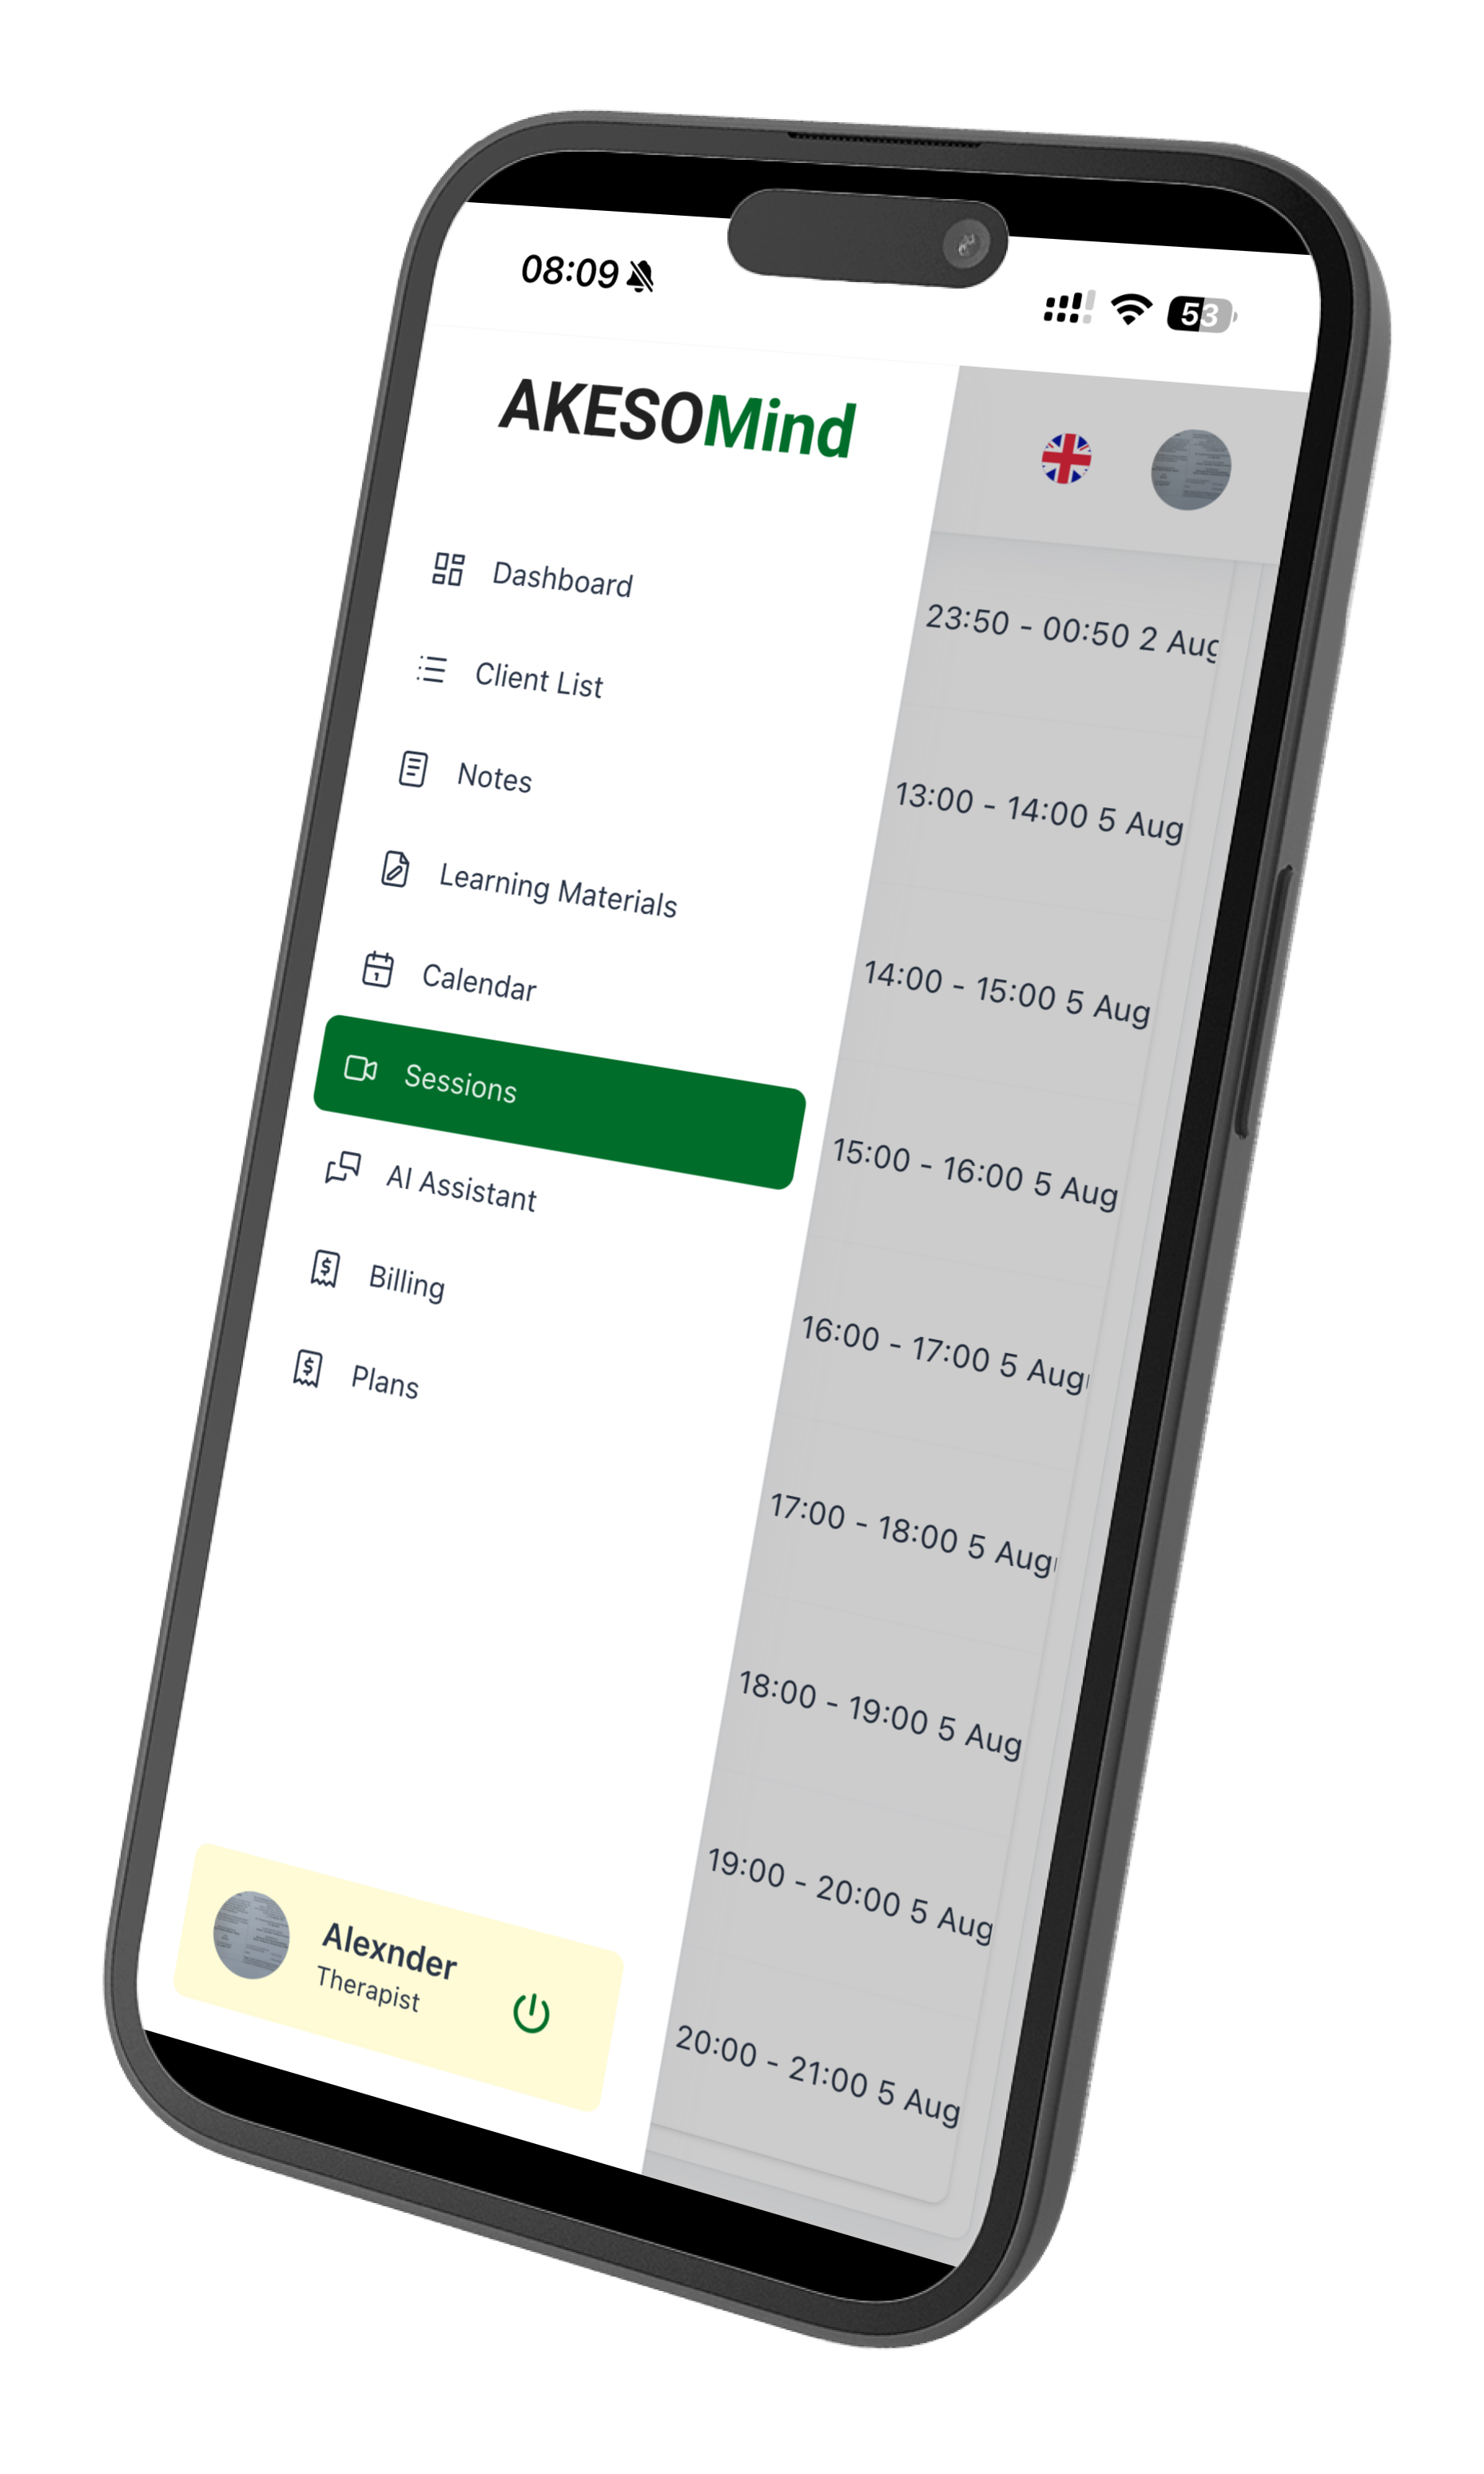 08:09
53
AKESOMind
Dashboard
Client List
Notes
Learning Materials
Calendar
1
Sessions
AI Assistant
$ Billing
$ Plans
Alexnder
Therapist
23:50 - 00:50 2 Aug
13:00 - 14:00 5 Aug
14:00 - 15:00 5 Aug
15:00 - 16:00 5 Aug
16:00 - 17:00 5 Aug
17:00 - 18:00 5 Aug
18:00 - 19:00 5 Aug
19:00 - 20:00 5 Aug
20:00 - 21:00 5 Aug